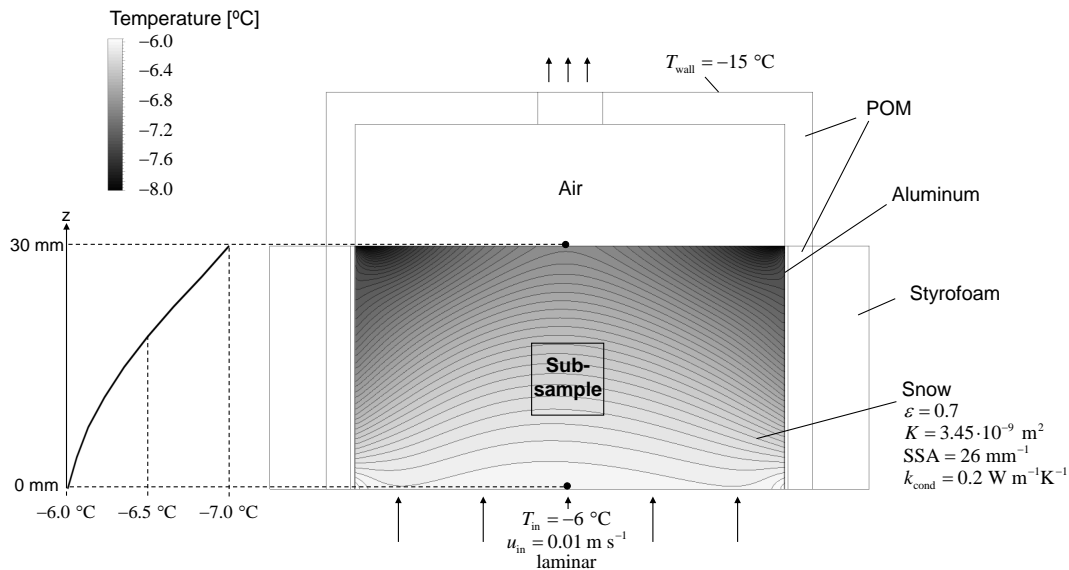 Temperature [ºC]
−6.0
−6.4
−6.8
−7.2
−7.6
−8.0
T_wall = −15 °C
POM
Air
Aluminum
z
30 mm
Styrofoam
Sub-
sample
Snow
ε = 0.7
K = 3.45·10⁻⁹ m²
SSA = 26 mm⁻¹
k_cond = 0.2 W m⁻¹K⁻¹
0 mm
−6.0 °C −6.5 °C −7.0 °C
T_in = −6 °C
u_in = 0.01 m s⁻¹
laminar